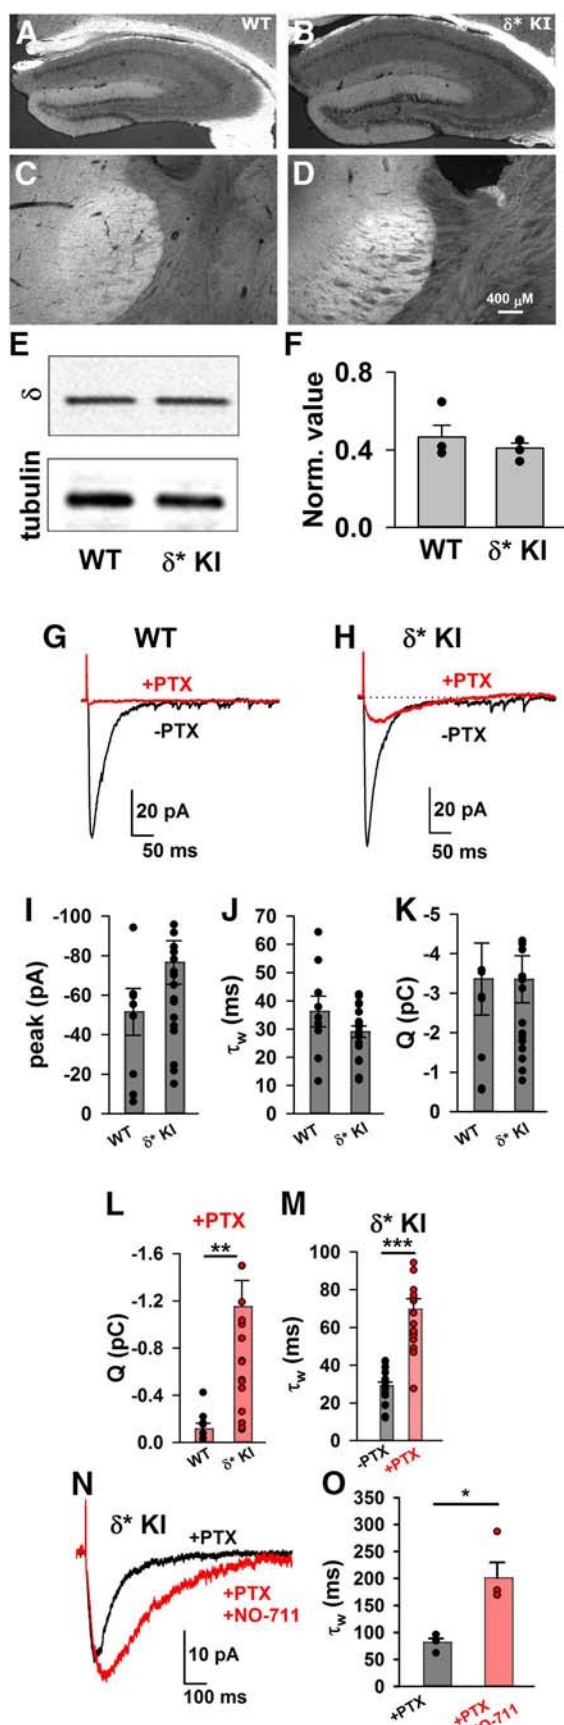 A WT B δ* KI
C D
400 µM
E F
δ
tubulin
WT δ* KI
Norm. value
0.8
0.4
0.0
WT δ* KI
G WT H δ* KI
+PTX +PTX
-PTX -PTX
20 pA 20 pA
50 ms 50 ms
I J K
peak (pA)
-100
-80
-60
-40
-20
0
WT δ* KI
τw (ms)
70
60
50
40
30
20
10
0
WT δ* KI
Q (pC)
-5
-4
-3
-2
-1
0
WT δ* KI
L +PTX M δ* KI
Q (pC)
-1.6
-1.2
-0.8
-0.4
0.0
**
WT δ* KI
τw (ms)
100
80
60
40
20
0
***
-PTX +PTX
N δ* KI
+PTX
+PTX
+NO-711
10 pA
100 ms
O
τw (ms)
350
300
250
200
150
100
50
0
*
+PTX
+PTX